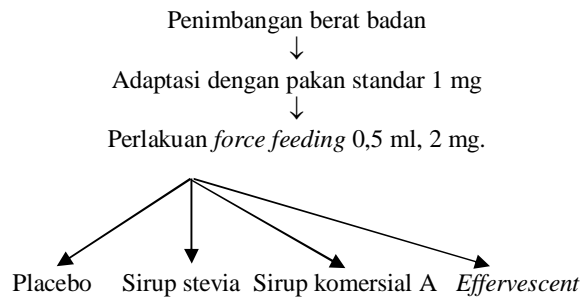 Penimbangan berat badan
↓
Adaptasi dengan pakan standar 1 mg
↓
Perlakuan force feeding 0,5 ml, 2 mg.
Placebo Sirup stevia Sirup komersial A Effervescent